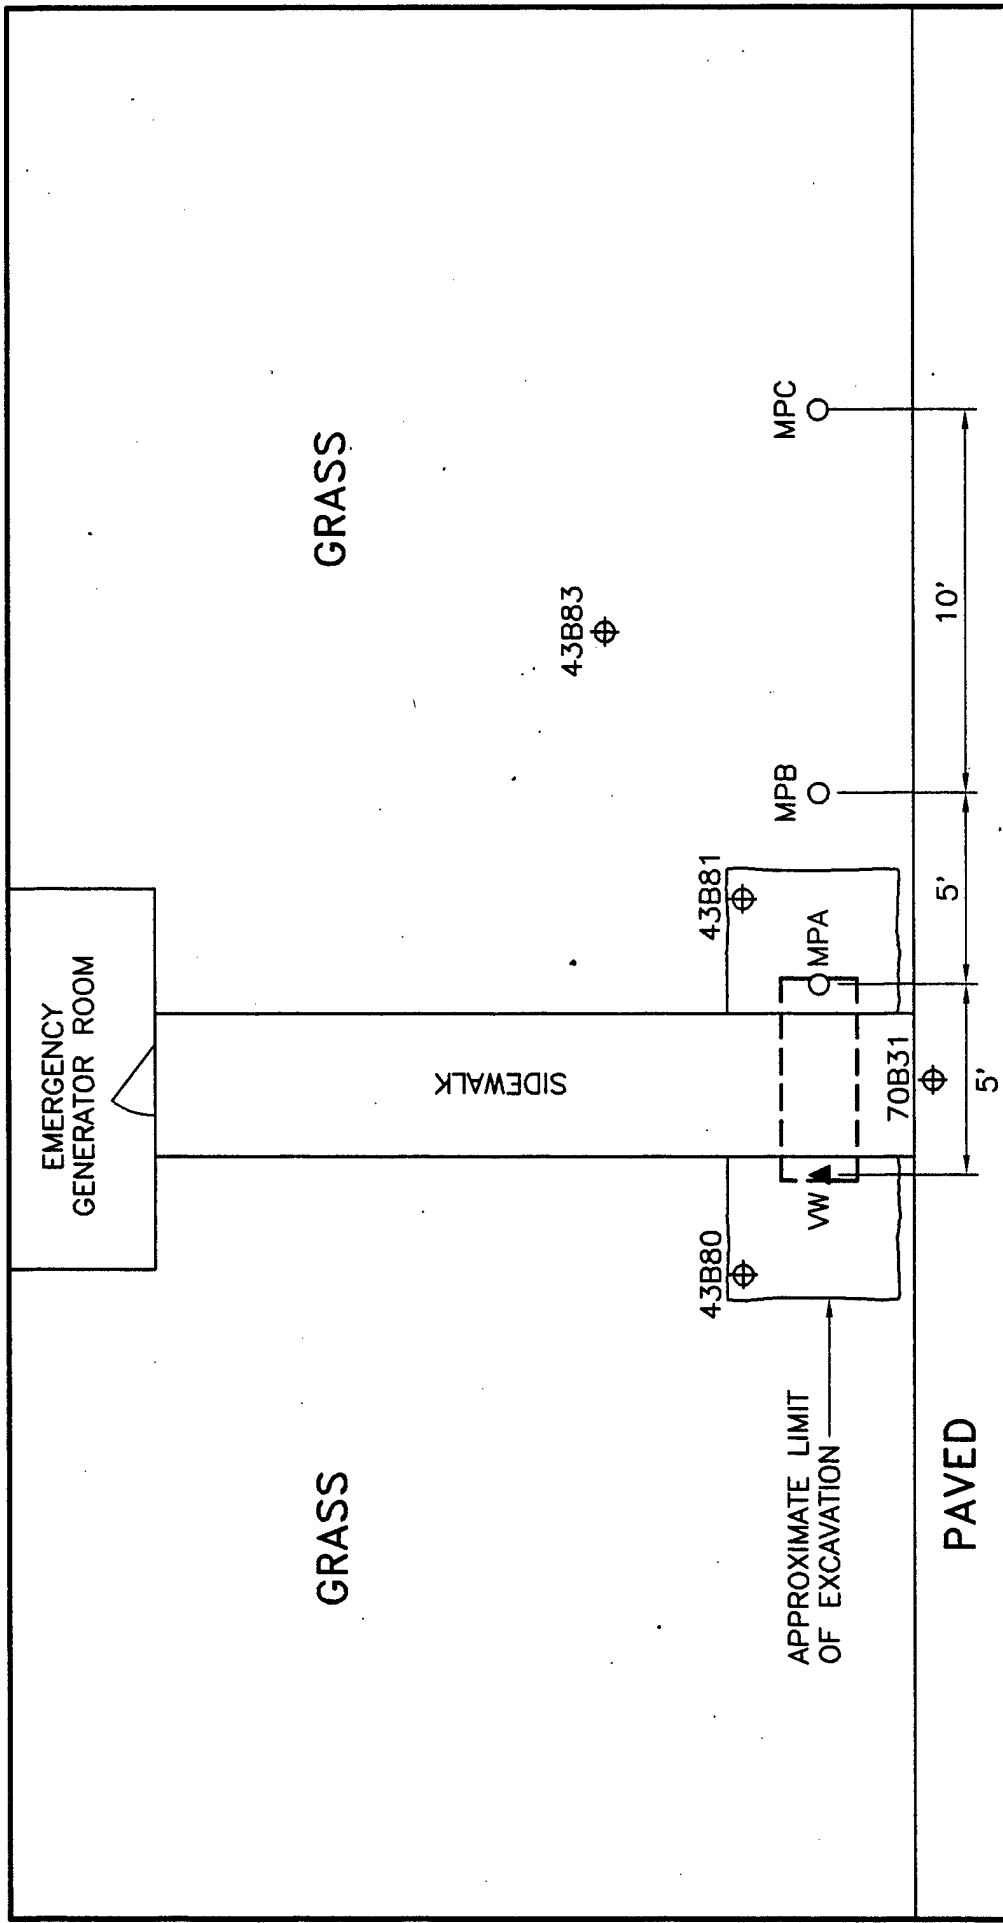 EMERGENCY
GENERATOR ROOM
GRASS
GRASS
SIDEWALK
43B83
43B80
43B81
MPB
MPC
VW
MPA
APPROXIMATE LIMIT
OF EXCAVATION
70B31
PAVED
5'
5'
10'